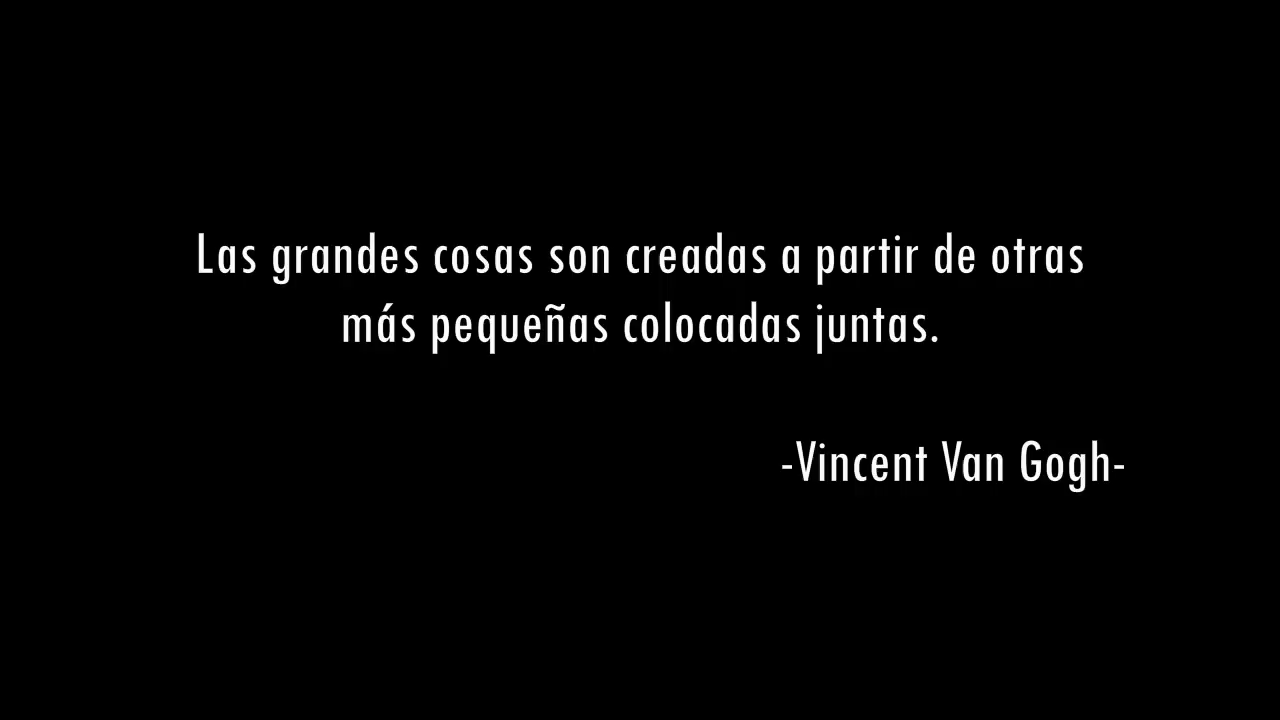 Las grandes cosas son creadas a partir de otras
más pequeñas colocadas juntas.
-Vincent Van Gogh-